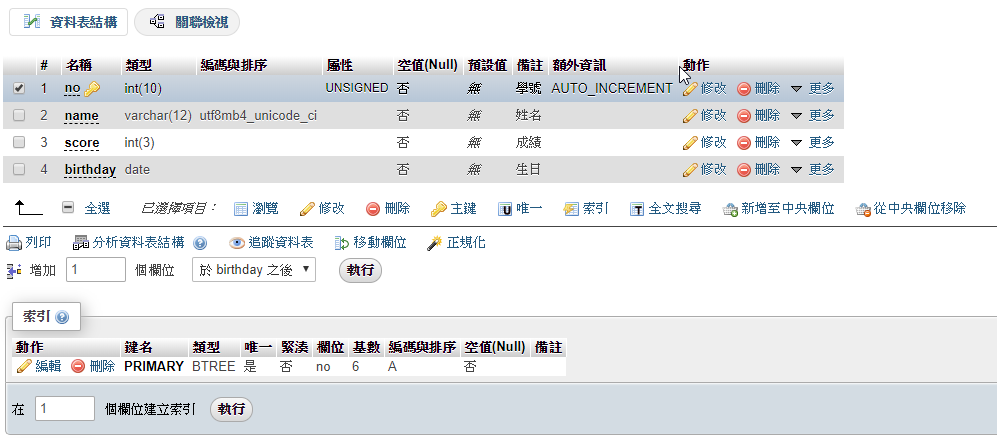 資料表結構 關聯檢視
# 名稱 類型 編碼與排序 屬性 空值(Null) 預設值 備註 額外資訊 動作
1 no int(10) UNSIGNED 否 無 學號 AUTO_INCREMENT 修改 刪除 更多
2 name varchar(12) utf8mb4_unicode_ci 否 無 姓名 修改 刪除 更多
3 score int(3) 否 無 成績 修改 刪除 更多
4 birthday date 否 無 生日 修改 刪除 更多
全選 已選擇項目： 瀏覽 修改 刪除 主鍵 唯一 索引 全文搜尋 新增至中央欄位 從中央欄位移除
列印 分析資料表結構 追蹤資料表 移動欄位 正規化
增加 1 個欄位 於 birthday 之後 執行
索引
動作 鍵名 類型 唯一 緊湊 欄位 基數 編碼與排序 空值(Null) 備註
編輯 刪除 PRIMARY BTREE 是 否 no 6 A 否
在 1 個欄位建立索引 執行